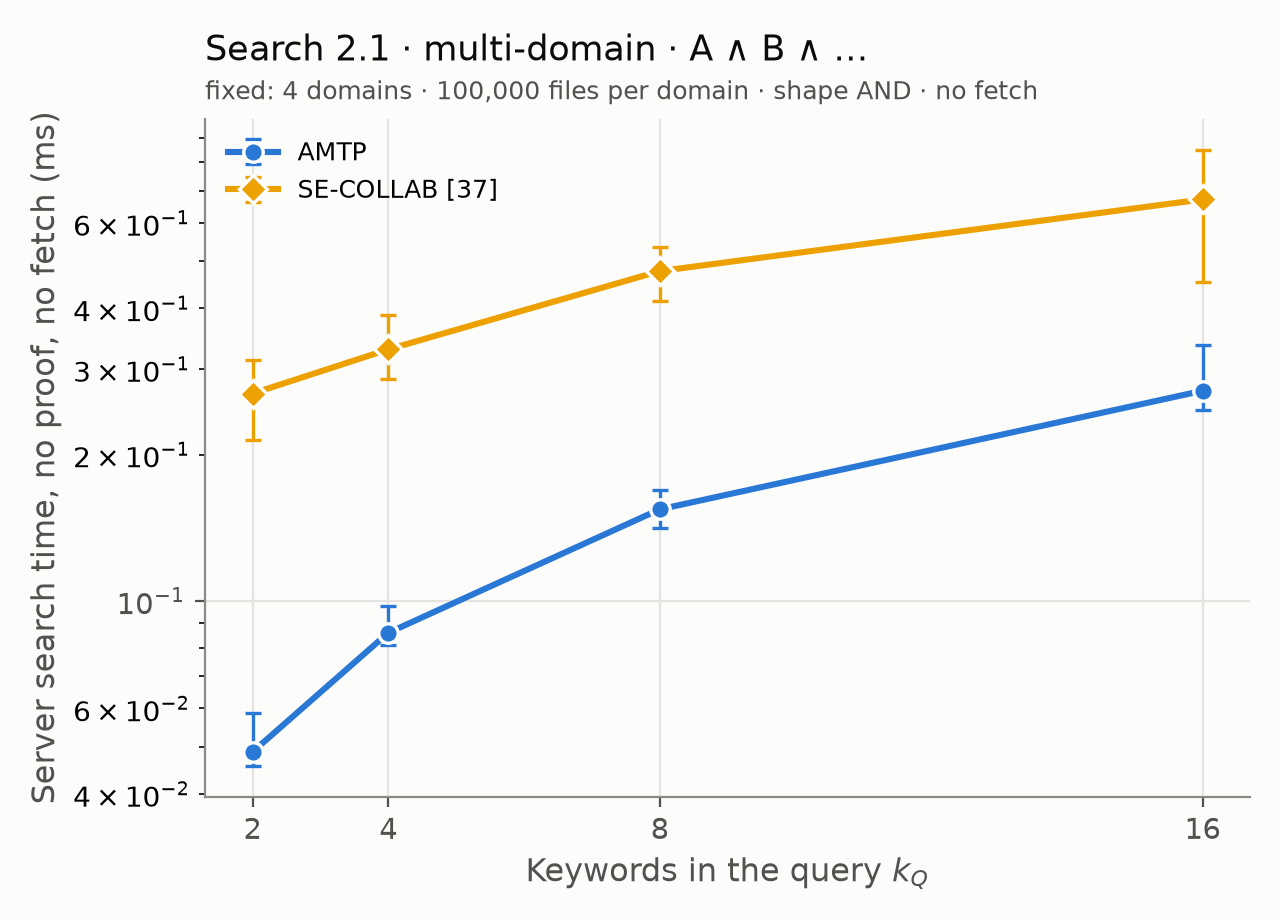 Search 2.1 · multi-domain · A ∧ B ∧ …
fixed: 4 domains · 100,000 files per domain · shape AND · no fetch
AMTP
SE-COLLAB [37]
Server search time, no proof, no fetch (ms)
6 × 10⁻¹
4 × 10⁻¹
3 × 10⁻¹
2 × 10⁻¹
10⁻¹
6 × 10⁻²
4 × 10⁻²
2 4 8 16
Keywords in the query k_Q